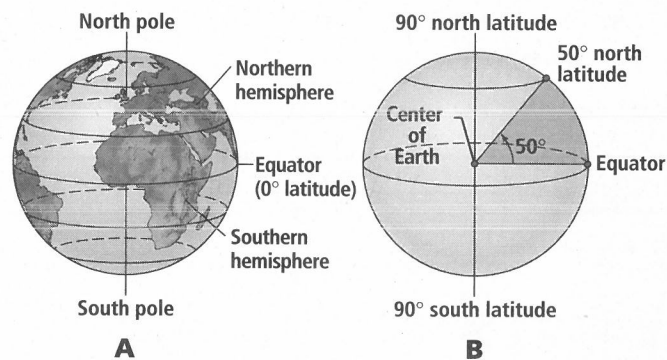 North pole
Northern
hemisphere
Equator
(0° latitude)
Southern
hemisphere
South pole
A
90° north latitude
50° north
latitude
Center
of
Earth
50°
Equator
90° south latitude
B